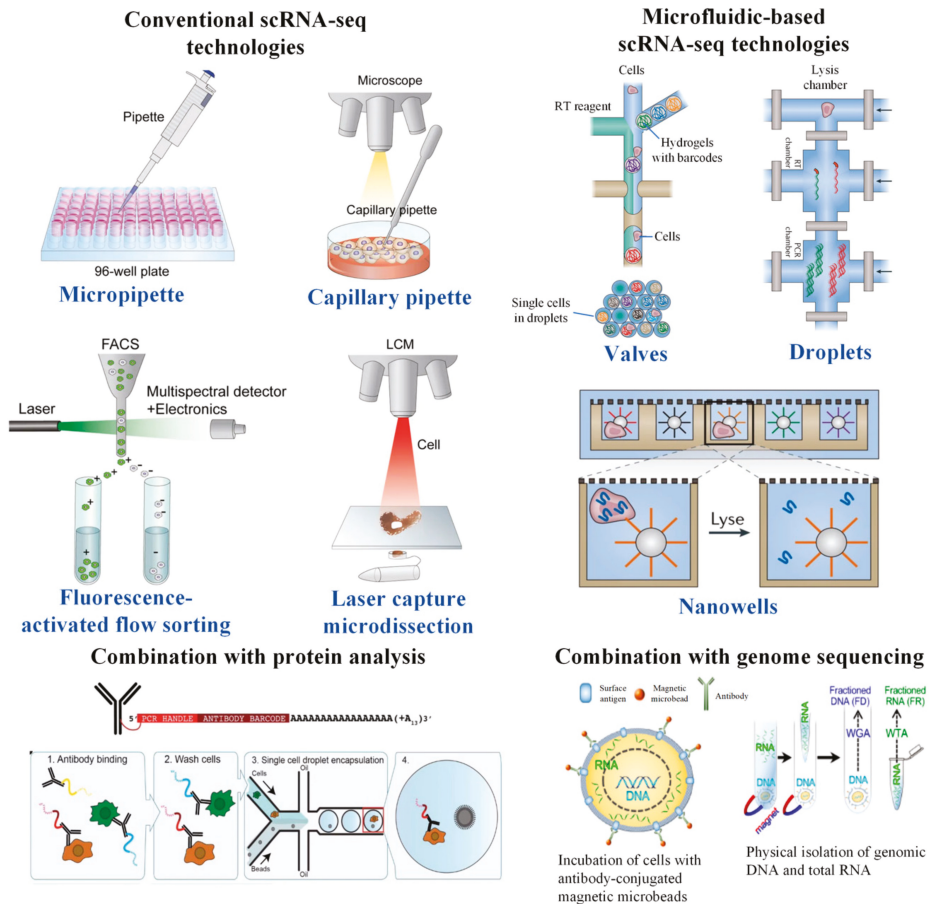 Conventional scRNA-seq
technologies
Pipette
96-well plate
Micropipette
Microscope
Capillary pipette
Capillary pipette
FACS
Multispectral detector
+Electronics
Laser
+
+
+
-
-
-
+
-
-
+
-
Fluorescence-
activated flow sorting
LCM
Cell
Laser capture
microdissection
Microfluidic-based
scRNA-seq technologies
Cells
RT reagent
Hydrogels
with barcodes
Cells
Single cells
in droplets
Valves
Lysis
chamber
RT
chamber
PCR
chamber
Droplets
Lyse
Nanowells
Combination with protein analysis
5' PCR HANDLE ANTIBODY BARCODE AAAAAAAAAAAAAAAAA(+A13)3'
1. Antibody binding
2. Wash cells
3. Single cell droplet encapsulation
4.
Cells
Oil
Beads
Oil
Combination with genome sequencing
Surface
antigen
Magnetic
microbead
Antibody
RNA
DNA
Incubation of cells with
antibody-conjugated
magnetic microbeads
Fractioned
DNA (FD)
Fractioned
RNA (FR)
WGA
WTA
RNA
RNA
DNA
DNA
DNA
RNA
magnet
Physical isolation of genomic
DNA and total RNA